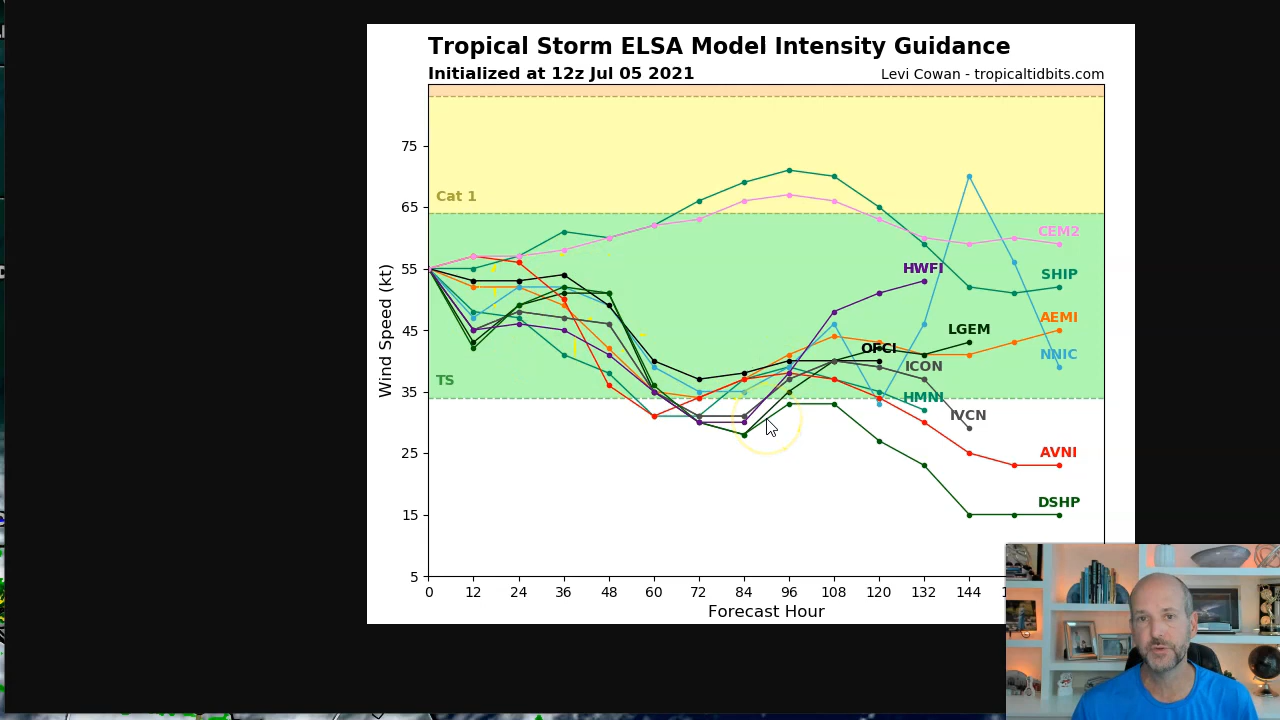 Tropical Storm ELSA Model Intensity Guidance
Initialized at 12z Jul 05 2021
Levi Cowan - tropicaltidbits.com
75
Cat 1
65
CEM2
55
HWFI
SHIP
AEMI
45
LGEM
OFCI
NNIC
ICON
TS
35
HMNI
IVCN
25
AVNI
DSHP
15
5
Wind Speed (kt)
0 12 24 36 48 60 72 84 96 108 120 132 144
Forecast Hour